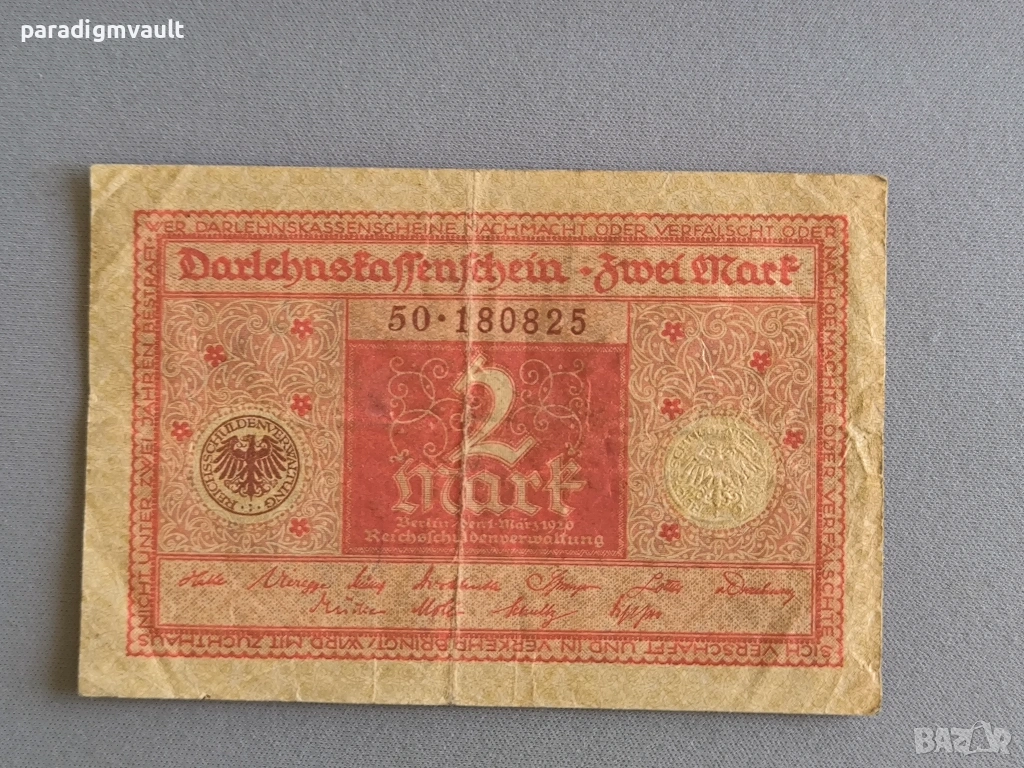 paradigmvault
WER DARLEHNSKASSENSCHEINE NACHMACHT ODER VERFÄLSCHT ODER
NACHGEMACHTE ODER VERFÄLSCHTE
SICH VERSCHAFFT UND IN VERKEHR BRINGT, WIRD MIT ZUCHTHAUS
NICHT UNTER ZWEI JAHREN BESTRAFT
Darlehnskassenschein · Zwei Mark
50·180825
2
Mark
REICHSSCHULDENVERWALTUNG
Berlin, den 1. März 1920
Reichsschuldenverwaltung
BAZAR